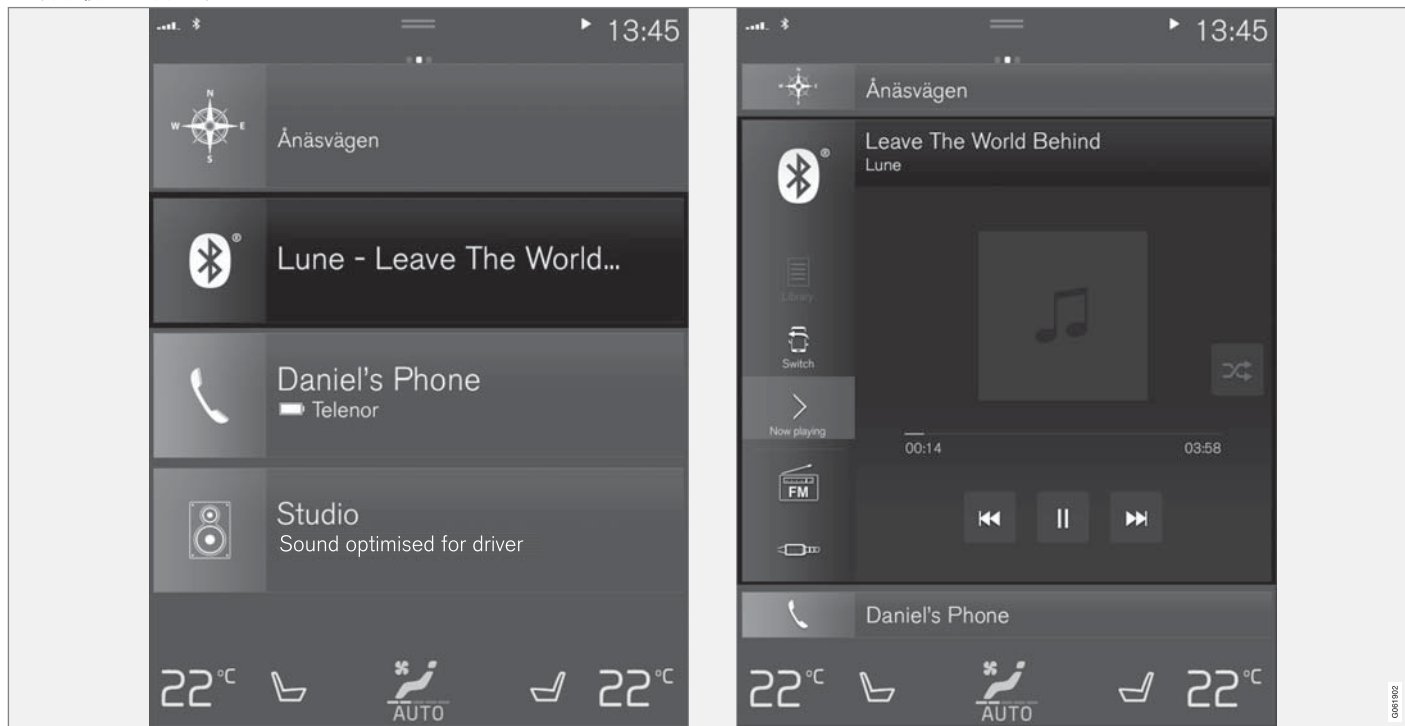 13:45
N
W E
S
Ånäsvägen
®
Lune - Leave The World...
Daniel's Phone
Telenor
Studio
Sound optimised for driver
22°C
AUTO
22°C
13:45
Ånäsvägen
®
Leave The World Behind
Lune
Library
Switch
Now playing
00:14 03:58
FM
Daniel's Phone
22°C
AUTO
22°C
G061902